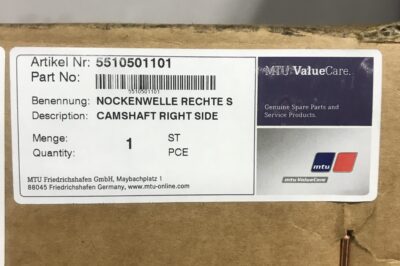 Artikel Nr: 5510501101
Part No:
5510501101
Benennung: NOCKENWELLE RECHTE S
Description: CAMSHAFT RIGHT SIDE
Menge: 1 ST
Quantity: PCE
MTU Friedrichshafen GmbH, Maybachplatz 1
88045 Friedrichshafen Germany, www.mtu-online.com
MTU ValueCare.
Genuine Spare Parts and
Service Products.
mtu
mtu ValueCare